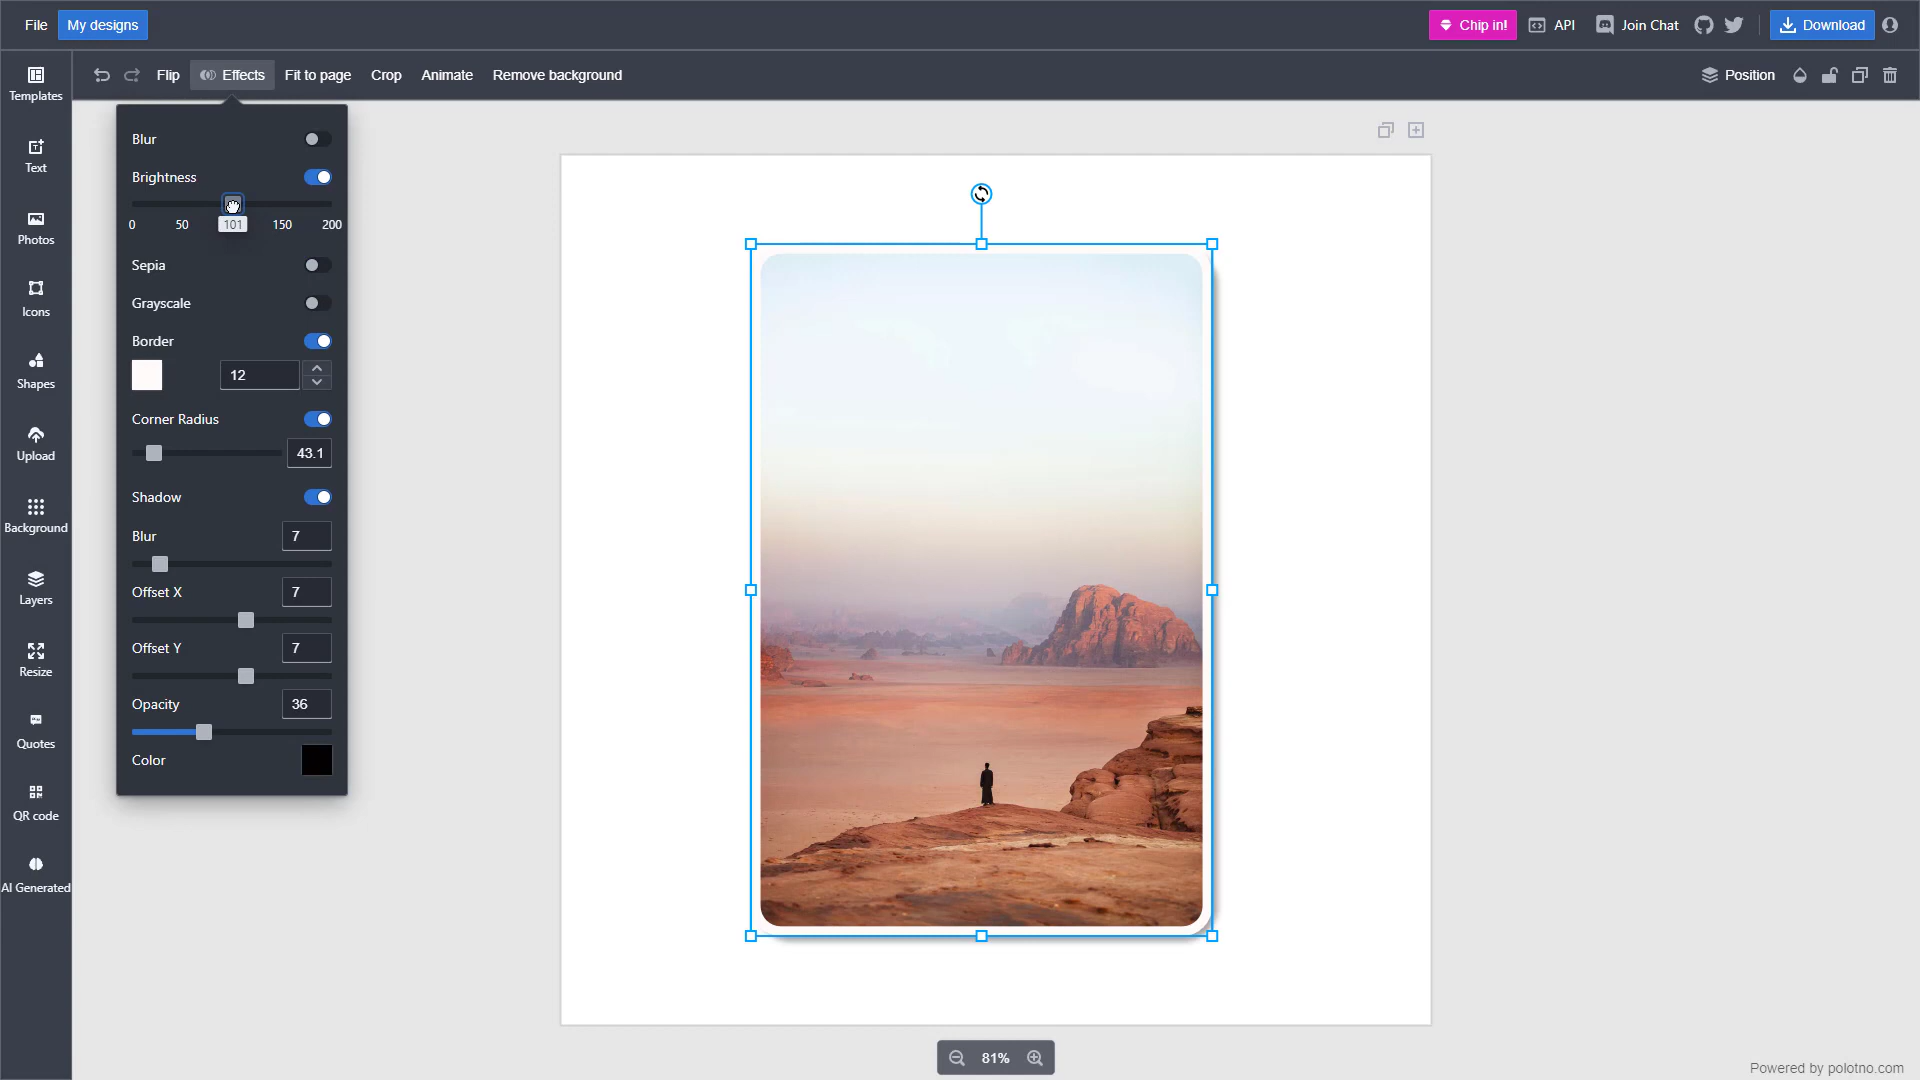 File
My designs
Chip in!
API
Join Chat
Download
Flip
Effects
Fit to page
Crop
Animate
Remove background
Position
Templates
Text
Photos
Icons
Shapes
Upload
Background
Layers
Resize
Quotes
QR code
AI Generated
Blur
Brightness
0 50 101 150 200
Sepia
Grayscale
Border
12
Corner Radius
43.1
Shadow
Blur
7
Offset X
7
Offset Y
7
Opacity
36
Color
81%
Powered by polotno.com